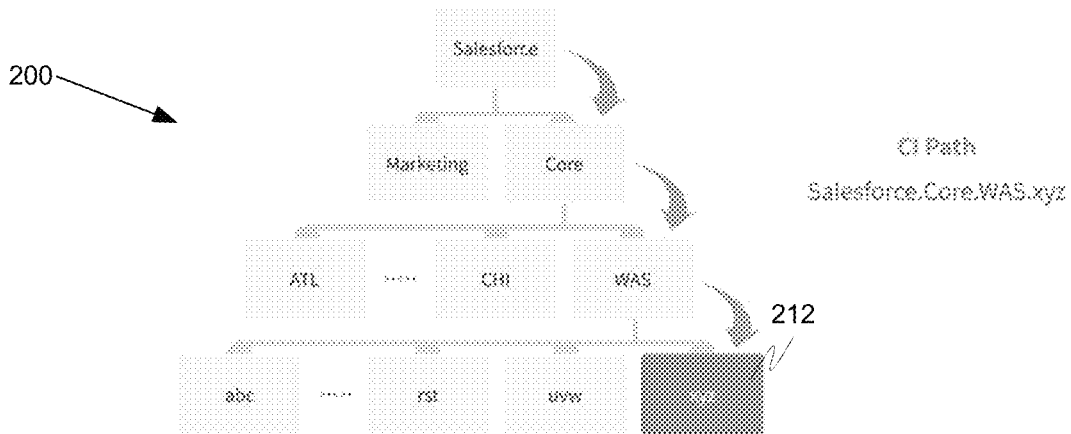 Salesforce
200
Marketing Core
CI Path
Salesforce.Core.WAS.xyz
ATL ····· CHI WAS
212
abc ····· rst uvw